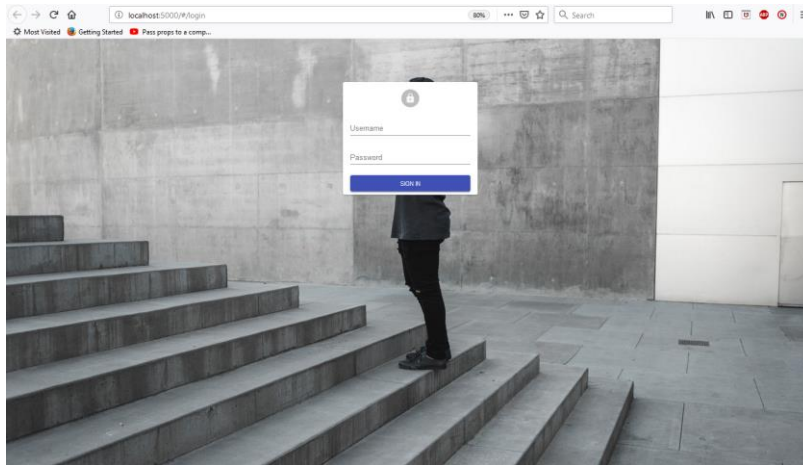 localhost:5000/#/login
80%
Search
Most Visited Getting Started Pass props to a comp...
Username
Password
SIGN IN